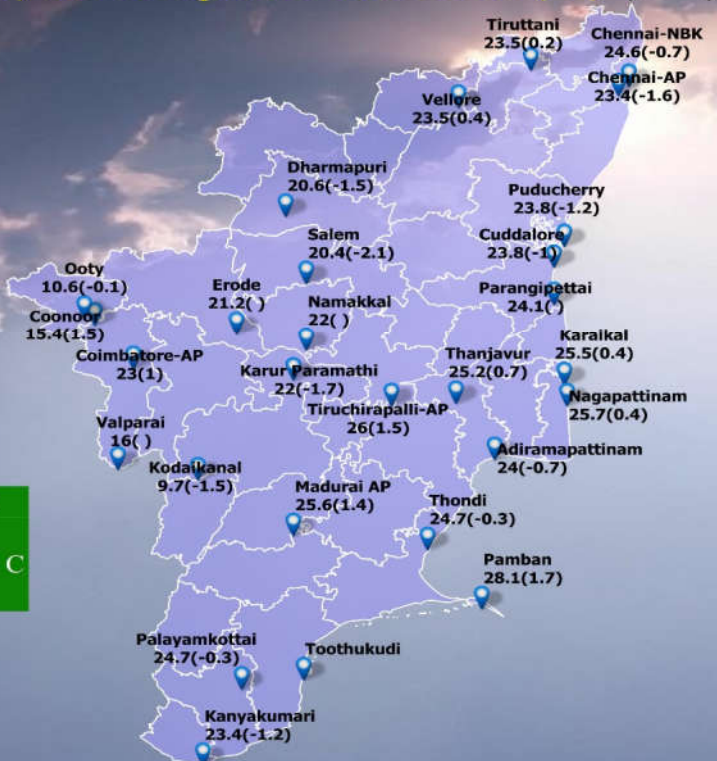 Tiruttani
23.5(0.2)
Chennai-NBK
24.6(-0.7)
Chennai-AP
23.4(-1.6)
Vellore
23.5(0.4)
Dharmapuri
20.6(-1.5)
Puducherry
23.8(-1.2)
Salem
20.4(-2.1)
Cuddalore
23.8(-1)
Ooty
10.6(-0.1)
Erode
21.2( )
Namakkal
22( )
Parangipettai
24.1( )
Coonoor
15.4(1.5)
Coimbatore-AP
23(1)
Karur Paramathi
22(-1.7)
Thanjavur
25.2(0.7)
Karaikal
25.5(0.4)
Tiruchirapalli-AP
26(1.5)
Nagapattinam
25.7(0.4)
Valparai
16( )
Kodaikanal
9.7(-1.5)
Adiramapattinam
24(-0.7)
Madurai AP
25.6(1.4)
Thondi
24.7(-0.3)
C
Pamban
28.1(1.7)
Palayamkottai
24.7(-0.3)
Toothukudi
Kanyakumari
23.4(-1.2)